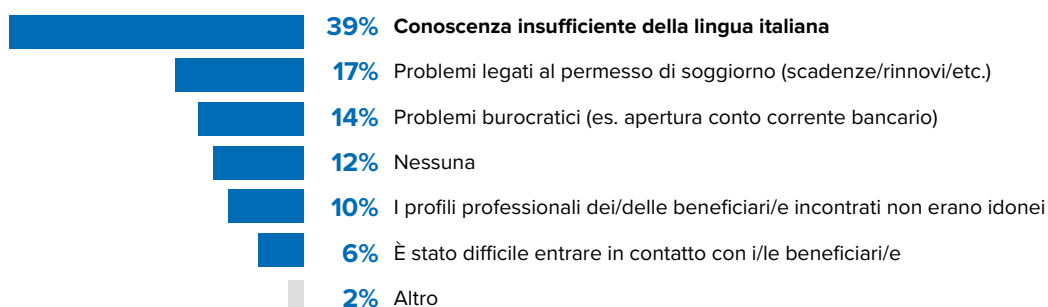 39% Conoscenza insufficiente della lingua italiana
17% Problemi legati al permesso di soggiorno (scadenze/rinnovi/etc.)
14% Problemi burocratici (es. apertura conto corrente bancario)
12% Nessuna
10% I profili professionali dei/delle beneficiari/e incontrati non erano idonei
6% È stato difficile entrare in contatto con i/le beneficiari/e
2% Altro